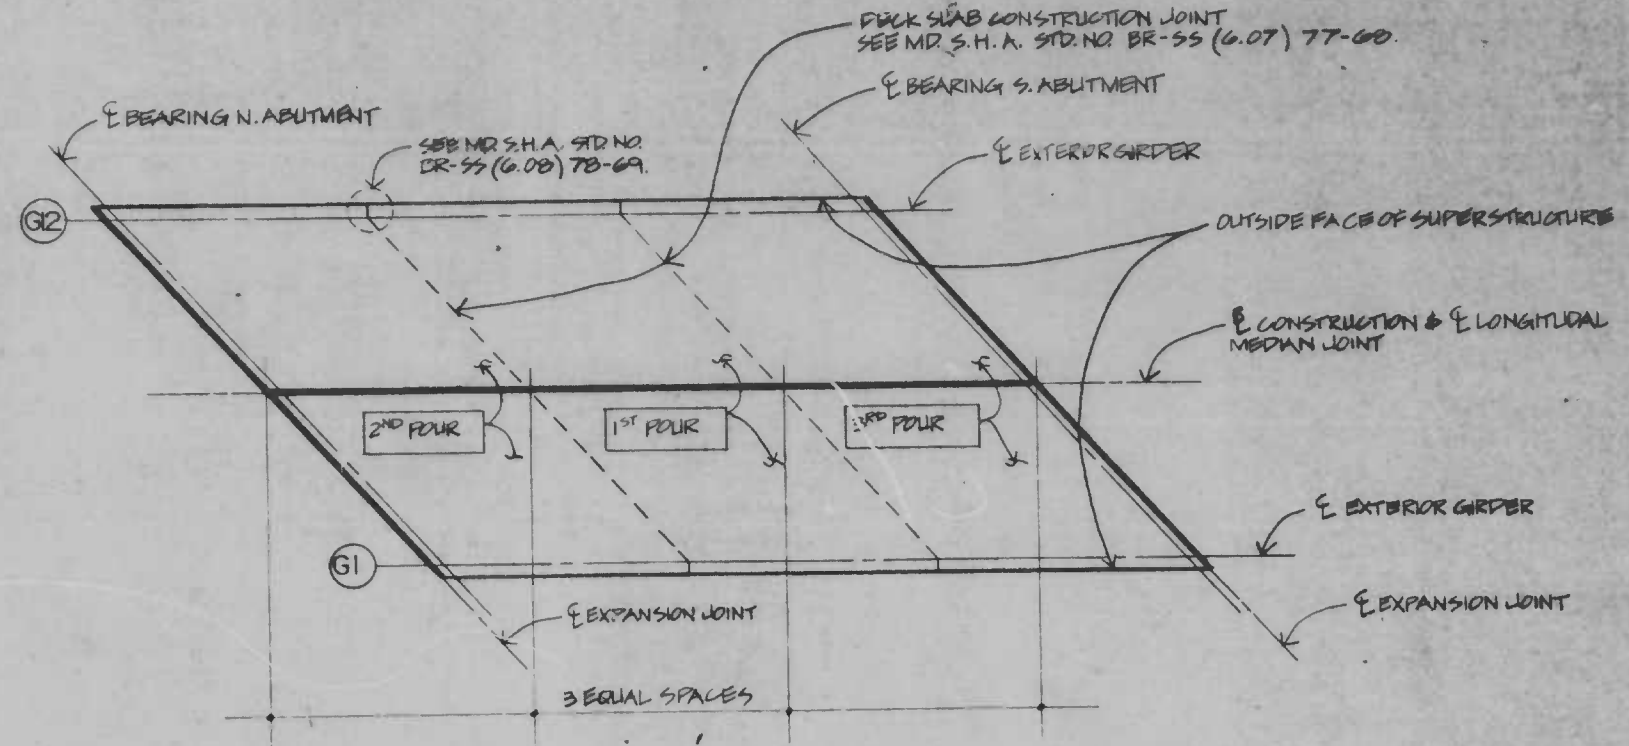 DECK SLAB CONSTRUCTION JOINT
SEE MD. S.H.A. STD. NO. BR-SS (6.07) 77-68.
℄ BEARING S. ABUTMENT
℄ BEARING N. ABUTMENT
SEE MD. S.H.A. STD. NO.
BR-SS (6.08) 78-69.
℄ EXTERIOR GIRDER
G12
OUTSIDE FACE OF SUPERSTRUCTURE
℄ CONSTRUCTION & ℄ LONGITUDAL
MEDIAN JOINT
2ND POUR
1ST POUR
3RD POUR
℄ EXTERIOR GIRDER
G1
℄ EXPANSION JOINT
℄ EXPANSION JOINT
3 EQUAL SPACES